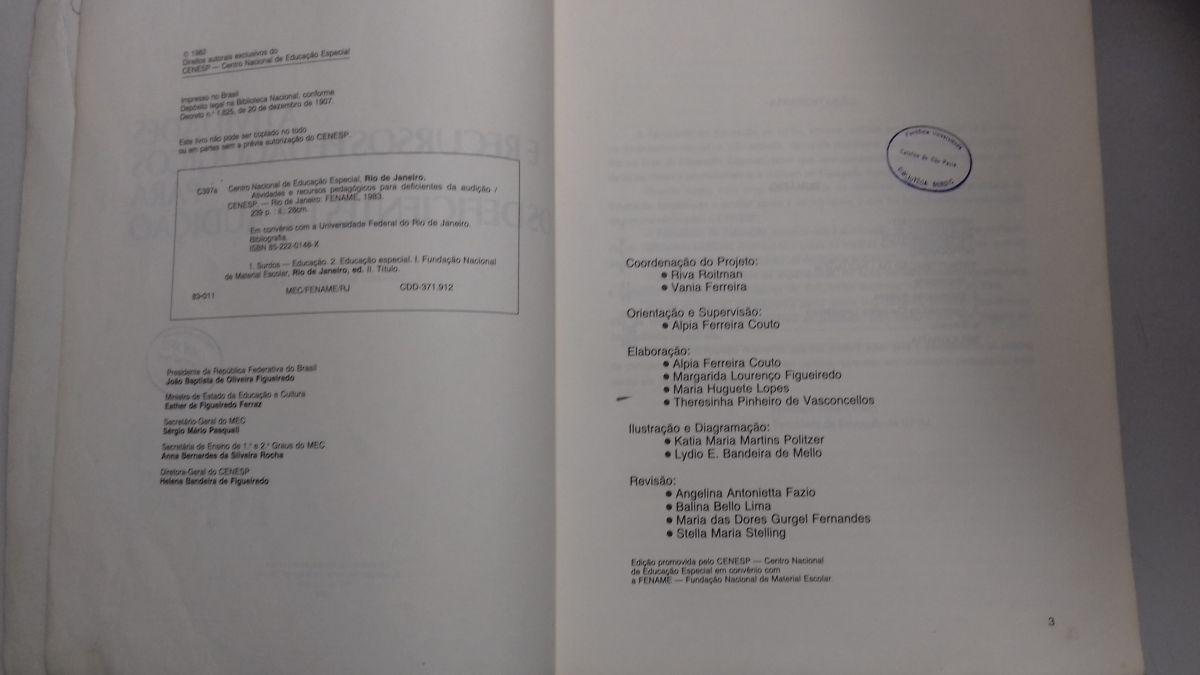 © 1982
Direitos autorais exclusivos do
CENESP — Centro Nacional de Educação Especial
Impresso no Brasil
Depósito legal na Biblioteca Nacional, conforme
Decreto n.º 1.825, de 20 de dezembro de 1907.
Este livro não pode ser copiado no todo
ou em partes sem a prévia autorização do CENESP.
C397a Centro Nacional de Educação Especial, Rio de Janeiro.
Atividades e recursos pedagógicos para deficientes da audição /
CENESP. — Rio de Janeiro: FENAME, 1983.
239 p. : il.; 28cm.
Em convênio com a Universidade Federal do Rio de Janeiro.
Bibliografia.
ISBN 85-222-0146-X
1. Surdos — Educação. 2. Educação especial. I. Fundação Nacional
de Material Escolar, Rio de Janeiro, ed. II. Título.
83-011 MEC/FENAME/RJ CDD-371.912
Presidente da República Federativa do Brasil
João Baptista de Oliveira Figueiredo
Ministro de Estado da Educação e Cultura
Esther de Figueiredo Ferraz
Secretário-Geral do MEC
Sérgio Mário Pasquali
Secretária de Ensino de 1.º e 2.º Graus do MEC
Anna Bernardes da Silveira Rocha
Diretora-Geral do CENESP
Helena Bandeira de Figueiredo
Pontifícia Universidade
Católica de São Paulo
BIBLIOTECA
Coordenação do Projeto:
● Riva Roitman
● Vania Ferreira
Orientação e Supervisão:
● Alpia Ferreira Couto
Elaboração:
● Alpia Ferreira Couto
● Margarida Lourenço Figueiredo
● Maria Huguete Lopes
● Theresinha Pinheiro de Vasconcellos
Ilustração e Diagramação:
● Katia Maria Martins Politzer
● Lydio E. Bandeira de Mello
Revisão:
● Angelina Antonietta Fazio
● Balina Bello Lima
● Maria das Dores Gurgel Fernandes
● Stella Maria Stelling
Edição promovida pelo CENESP — Centro Nacional
de Educação Especial em convênio com
a FENAME — Fundação Nacional de Material Escolar.
3